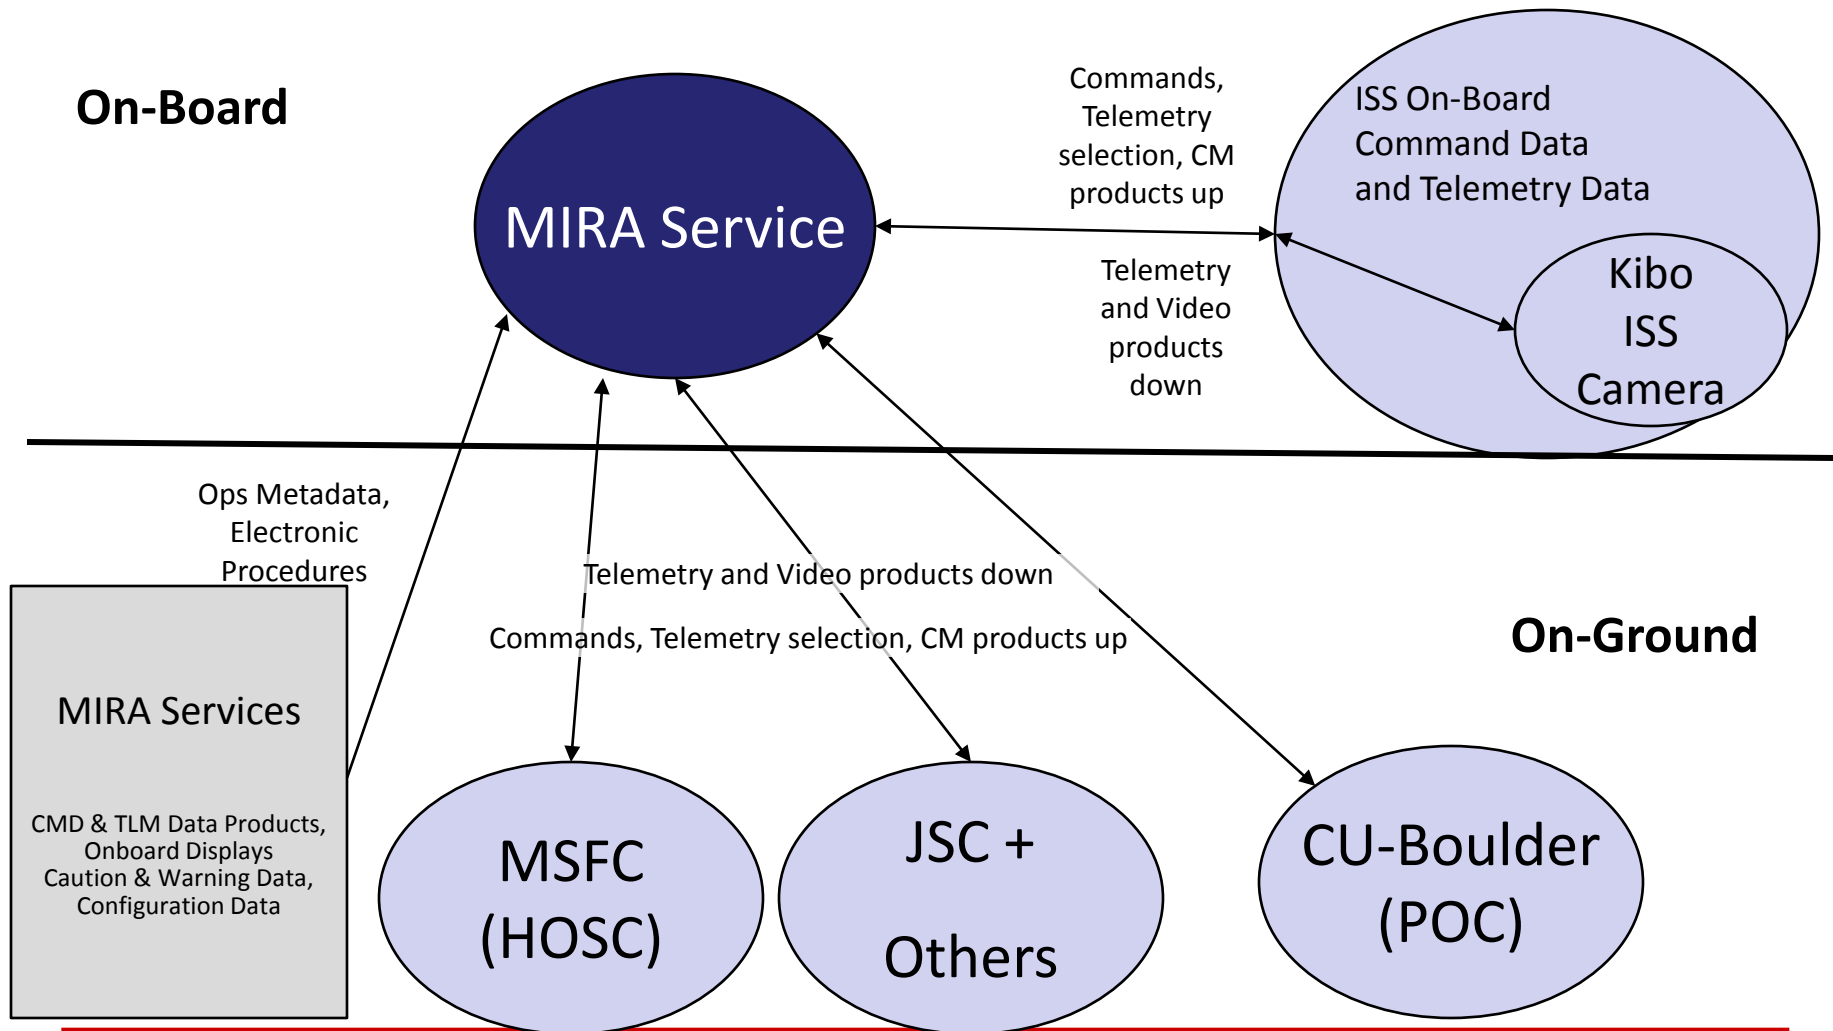 On-Board
MIRA Service
Commands,
Telemetry
selection, CM
products up
Telemetry
and Video
products
down
ISS On-Board
Command Data
and Telemetry Data
Kibo
ISS
Camera
Ops Metadata,
Electronic
Procedures
Telemetry and Video products down
Commands, Telemetry selection, CM products up
On-Ground
MIRA Services
CMD & TLM Data Products,
Onboard Displays
Caution & Warning Data,
Configuration Data
MSFC
(HOSC)
JSC +
Others
CU-Boulder
(POC)